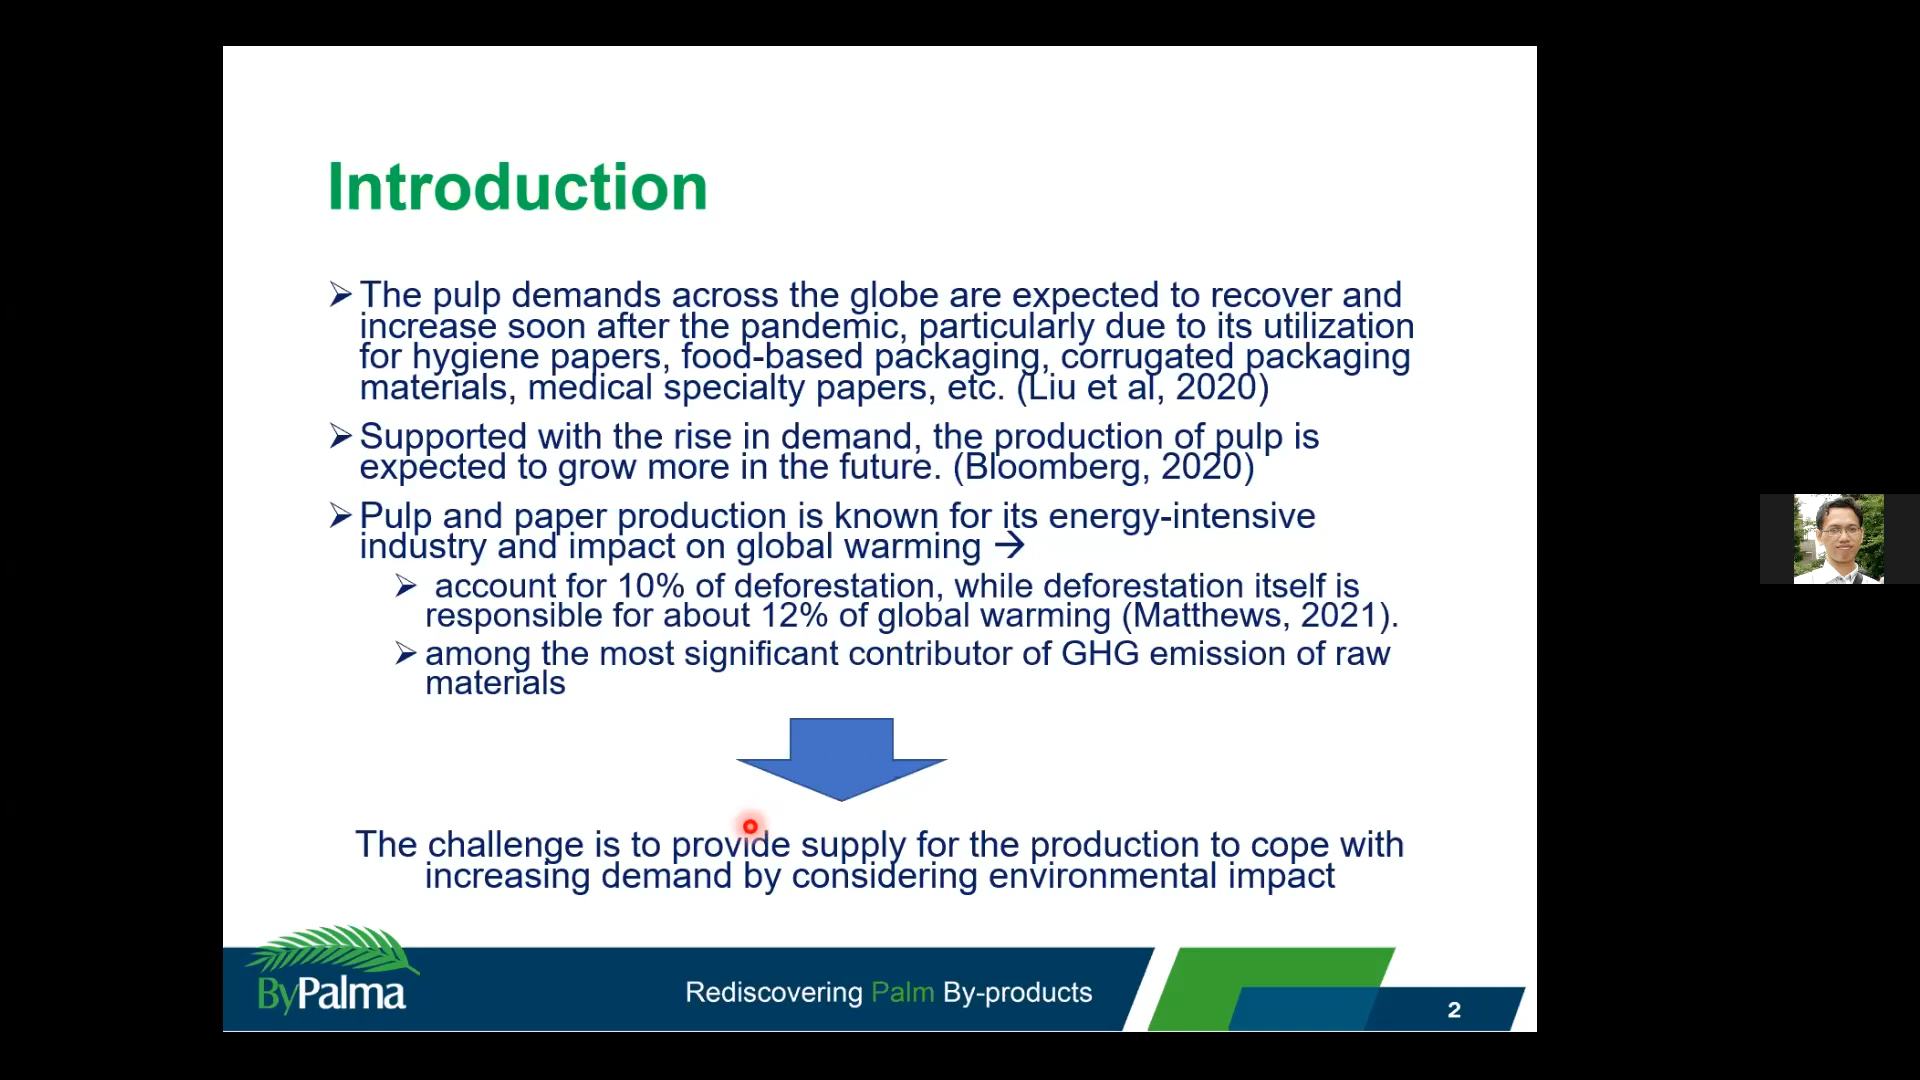 Introduction
➢ The pulp demands across the globe are expected to recover and
increase soon after the pandemic, particularly due to its utilization
for hygiene papers, food-based packaging, corrugated packaging
materials, medical specialty papers, etc. (Liu et al, 2020)
➢ Supported with the rise in demand, the production of pulp is
expected to grow more in the future. (Bloomberg, 2020)
➢ Pulp and paper production is known for its energy-intensive
industry and impact on global warming →
➢ account for 10% of deforestation, while deforestation itself is
responsible for about 12% of global warming (Matthews, 2021).
➢ among the most significant contributor of GHG emission of raw
materials
The challenge is to provide supply for the production to cope with
increasing demand by considering environmental impact
ByPalma
Rediscovering Palm By-products
2